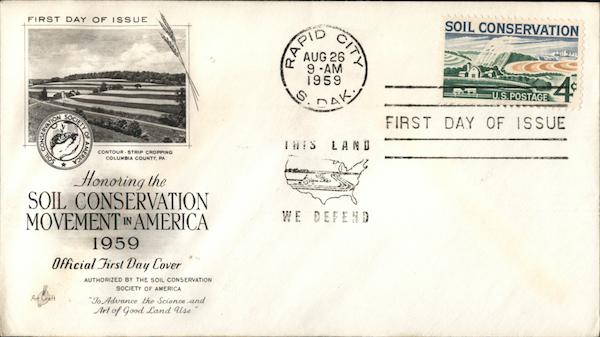 FIRST DAY OF ISSUE
SOIL CONSERVATION SOCIETY OF AMERICA
CONTOUR-STRIP CROPPING
COLUMBIA COUNTY, PA
Honoring the
SOIL CONSERVATION
MOVEMENT IN AMERICA
1959
Official First Day Cover
AUTHORIZED BY THE SOIL CONSERVATION
SOCIETY OF AMERICA
"To Advance the Science and
Art of Good Land Use"
Art Craft
RAPID CITY
AUG 26
9-AM
1959
S. DAK.
THIS LAND
WE DEFEND
SOIL CONSERVATION
4¢
U.S. POSTAGE
FIRST DAY OF ISSUE